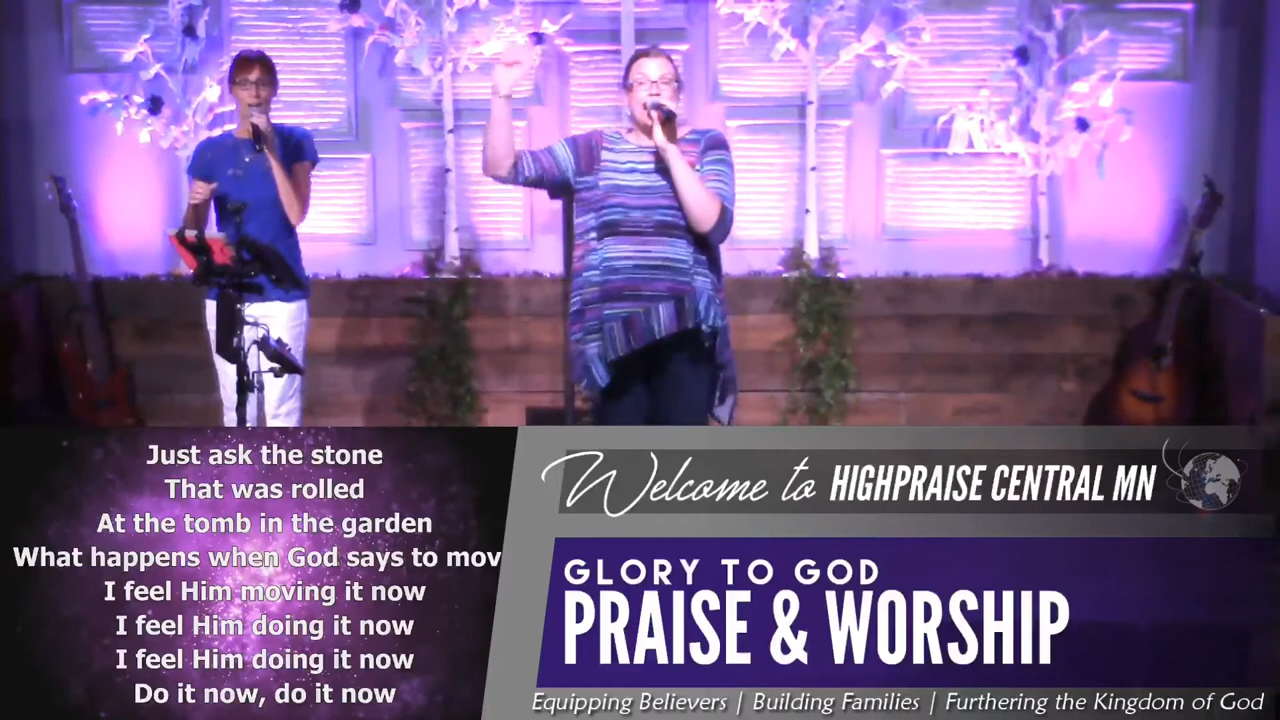 Just ask the stone
That was rolled
At the tomb in the garden
What happens when God says to mov
I feel Him moving it now
I feel Him doing it now
I feel Him doing it now
Do it now, do it now
Welcome to HIGHPRAISE CENTRAL MN
GLORY TO GOD
PRAISE & WORSHIP
Equipping Believers | Building Families | Furthering the Kingdom of God